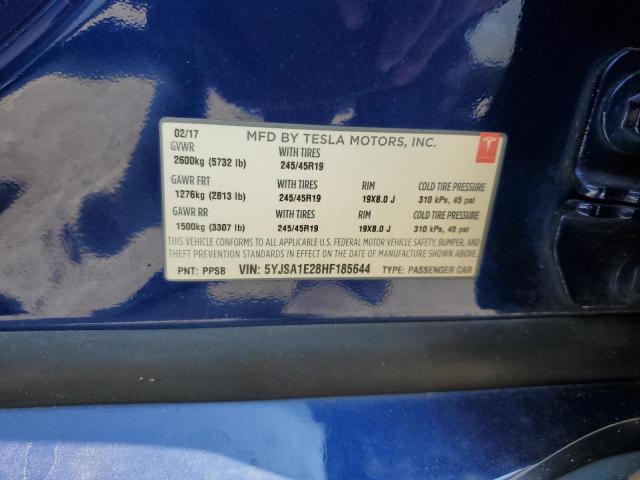 02/17 MFD BY TESLA MOTORS, INC.
GVWR WITH TIRES
2600kg (5732 lb) 245/45R19
GAWR FRT WITH TIRES RIM COLD TIRE PRESSURE
1276kg (2813 lb) 245/45R19 19X8.0 J 310 kPa, 45 psi
GAWR RR WITH TIRES RIM COLD TIRE PRESSURE
1500kg (3307 lb) 245/45R19 19X8.0 J 310 kPa, 45 psi
THIS VEHICLE CONFORMS TO ALL APPLICABLE U.S. FEDERAL MOTOR VEHICLE SAFETY, BUMPER, AND
THEFT PREVENTION STANDARDS IN EFFECT ON THE DATE OF MANUFACTURE SHOWN ABOVE.
PNT: PPSB VIN: 5YJSA1E28HF185644 TYPE: PASSENGER CAR